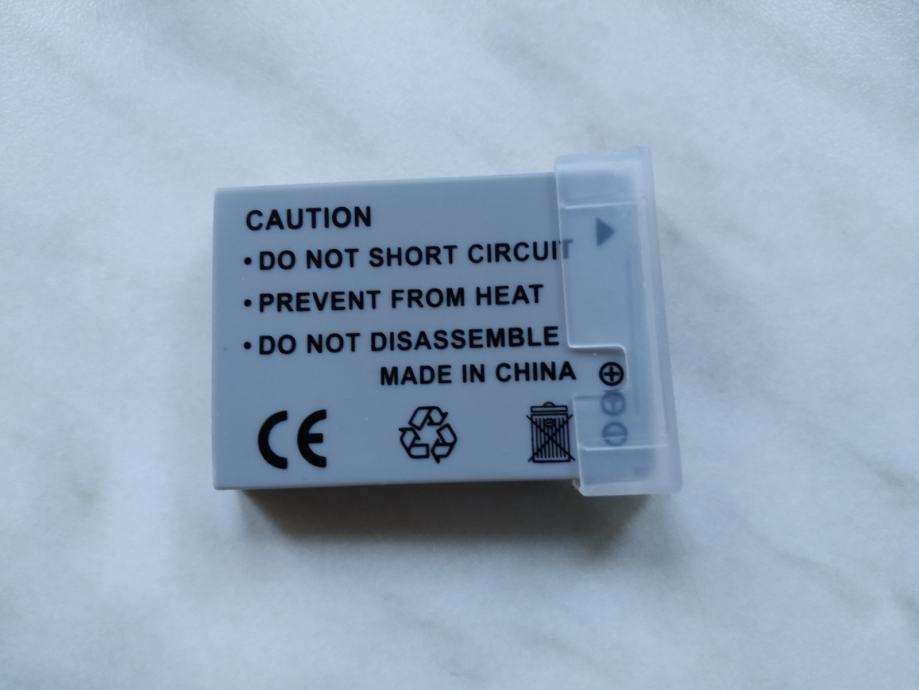 CAUTION
•DO NOT SHORT CIRCUIT
•PREVENT FROM HEAT
•DO NOT DISASSEMBLE
MADE IN CHINA
CE